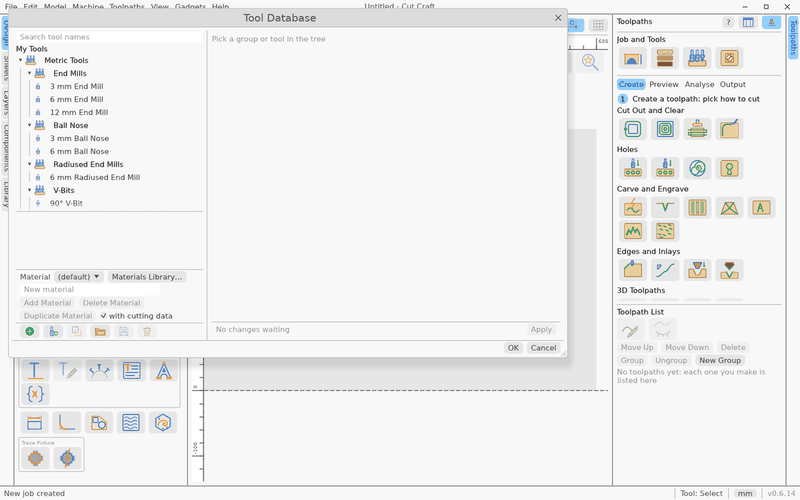 File Edit Model Machine Toolpaths View Gadgets Help
Untitled - Cut Craft
Tool Database
Search tool names
My Tools
Metric Tools
End Mills
3 mm End Mill
6 mm End Mill
12 mm End Mill
Ball Nose
3 mm Ball Nose
6 mm Ball Nose
Radiused End Mills
6 mm Radiused End Mill
V-Bits
90° V-Bit
Material (default) Materials Library...
New material
Add Material Delete Material
Duplicate Material with cutting data
Pick a group or tool in the tree
No changes waiting Apply
OK Cancel
600
0
-100
Trace Picture
Toolpaths
?
Job and Tools
Create Preview Analyse Output
1 Create a toolpath: pick how to cut
Cut Out and Clear
Holes
Carve and Engrave
Edges and Inlays
3D Toolpaths
Toolpath List
Move Up Move Down Delete
Group Ungroup New Group
No toolpaths yet: each one you make is
listed here
Toolpaths
New job created
Tool: Select mm v0.6.14